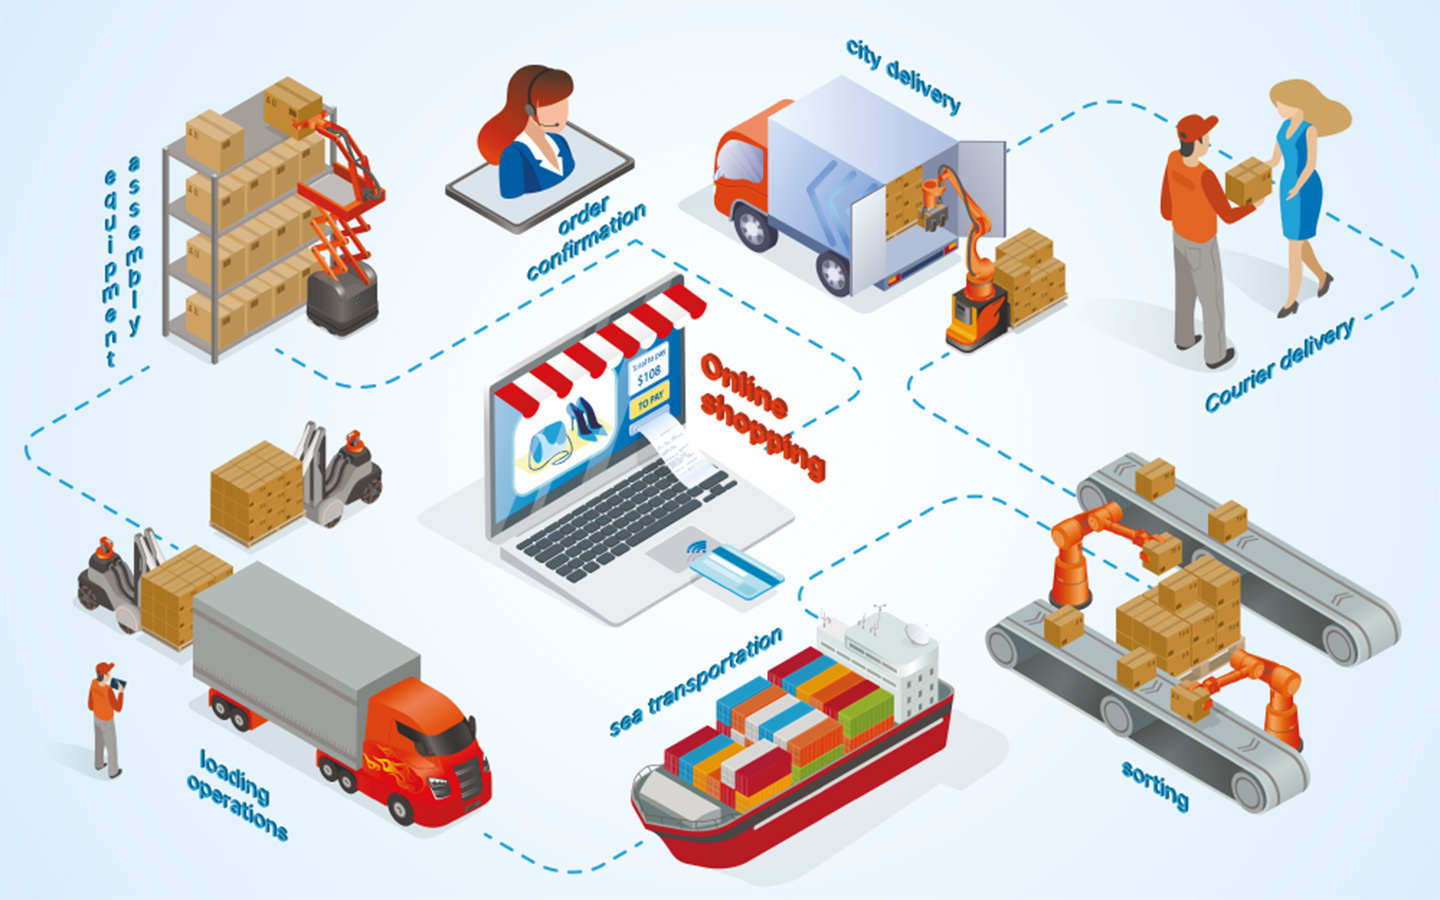 city delivery
assembly
equipment
order
confirmation
Total to pay
$108
TO PAY
Online
shopping
Courier delivery
sea transportation
loading
operations
sorting